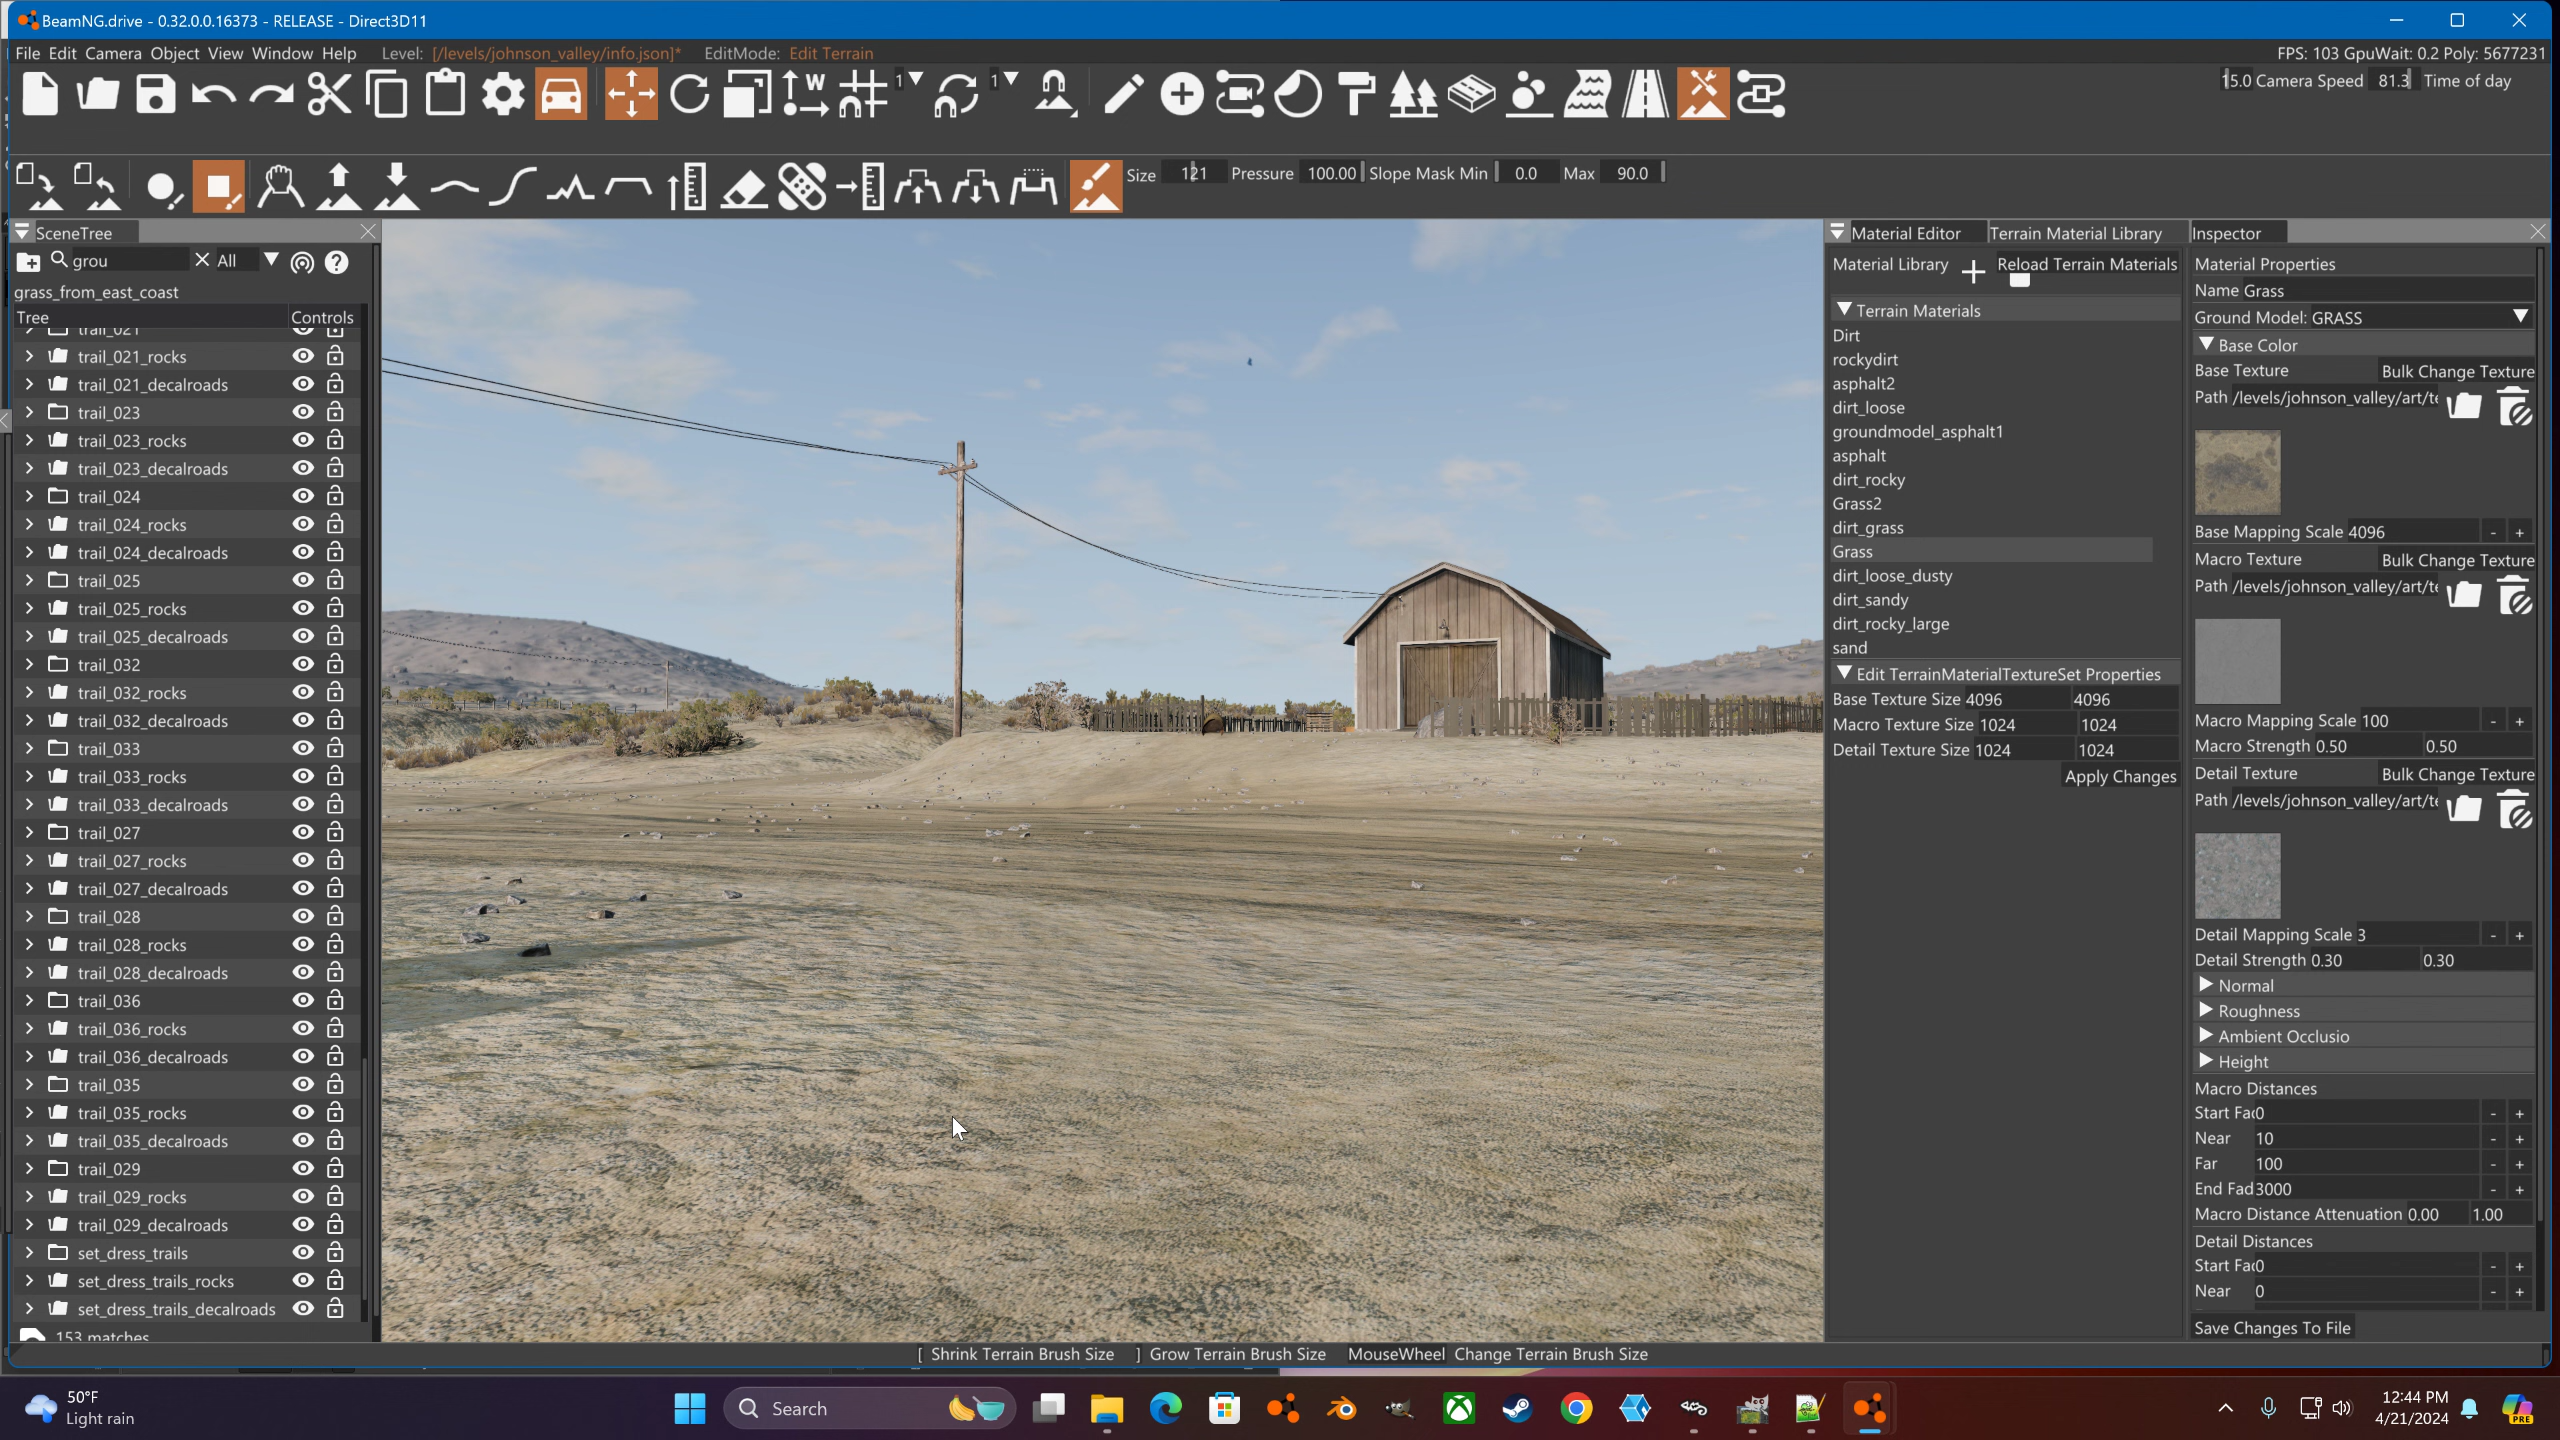 BeamNG.drive - 0.32.0.0.16373 - RELEASE - Direct3D11
File Edit Camera Object View Window Help Level: [/levels/johnson_valley/info.json]* EditMode: Edit Terrain FPS: 103 GpuWait: 0.2 Poly: 5677231
1 1 15.0 Camera Speed 81.3 Time of day
Size 121 Pressure 100.00 Slope Mask Min 0.0 Max 90.0
SceneTree
grou All
grass_from_east_coast
Tree Controls
trail_021
trail_021_rocks
trail_021_decalroads
trail_023
trail_023_rocks
trail_023_decalroads
trail_024
trail_024_rocks
trail_024_decalroads
trail_025
trail_025_rocks
trail_025_decalroads
trail_032
trail_032_rocks
trail_032_decalroads
trail_033
trail_033_rocks
trail_033_decalroads
trail_027
trail_027_rocks
trail_027_decalroads
trail_028
trail_028_rocks
trail_028_decalroads
trail_036
trail_036_rocks
trail_036_decalroads
trail_035
trail_035_rocks
trail_035_decalroads
trail_029
trail_029_rocks
trail_029_decalroads
set_dress_trails
set_dress_trails_rocks
set_dress_trails_decalroads
153 matches
Material Editor Terrain Material Library
Material Library + Reload Terrain Materials
Terrain Materials
Dirt
rockydirt
asphalt2
dirt_loose
groundmodel_asphalt1
asphalt
dirt_rocky
Grass2
dirt_grass
Grass
dirt_loose_dusty
dirt_sandy
dirt_rocky_large
sand
Edit TerrainMaterialTextureSet Properties
Base Texture Size 4096 4096
Macro Texture Size 1024 1024
Detail Texture Size 1024 1024
Apply Changes
Inspector
Material Properties
Name Grass
Ground Model: GRASS
Base Color
Base Texture Bulk Change Texture
Path /levels/johnson_valley/art/te
Base Mapping Scale 4096 - +
Macro Texture Bulk Change Texture
Path /levels/johnson_valley/art/te
Macro Mapping Scale 100 - +
Macro Strength 0.50 0.50
Detail Texture Bulk Change Texture
Path /levels/johnson_valley/art/te
Detail Mapping Scale 3 - +
Detail Strength 0.30 0.30
Normal
Roughness
Ambient Occlusio
Height
Macro Distances
Start Fac 0 - +
Near 10 - +
Far 100 - +
End Fad 3000 - +
Macro Distance Attenuation 0.00 1.00
Detail Distances
Start Fac 0 - +
Near 0 - +
Save Changes To File
[ Shrink Terrain Brush Size ] Grow Terrain Brush Size MouseWheel Change Terrain Brush Size
50°F
Light rain
Search
12:44 PM
4/21/2024
PRE